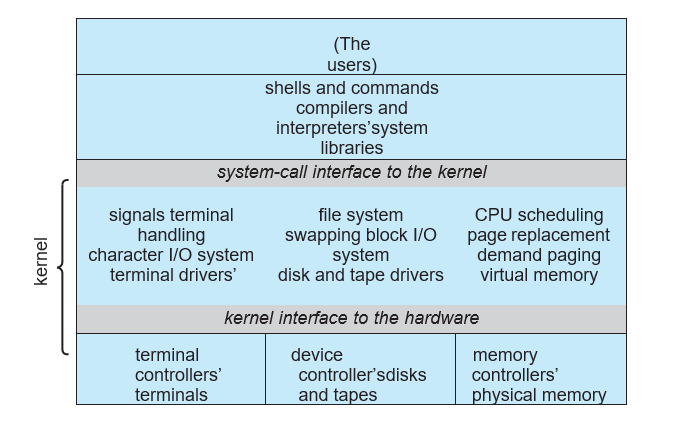 (The
users)
shells and commands
compilers and
interpreters’system
libraries
system-call interface to the kernel
kernel
signals terminal
handling
character I/O system
terminal drivers’
file system
swapping block I/O
system
disk and tape drivers
CPU scheduling
page replacement
demand paging
virtual memory
kernel interface to the hardware
terminal
controllers’
terminals
device
controller’sdisks
and tapes
memory
controllers’
physical memory